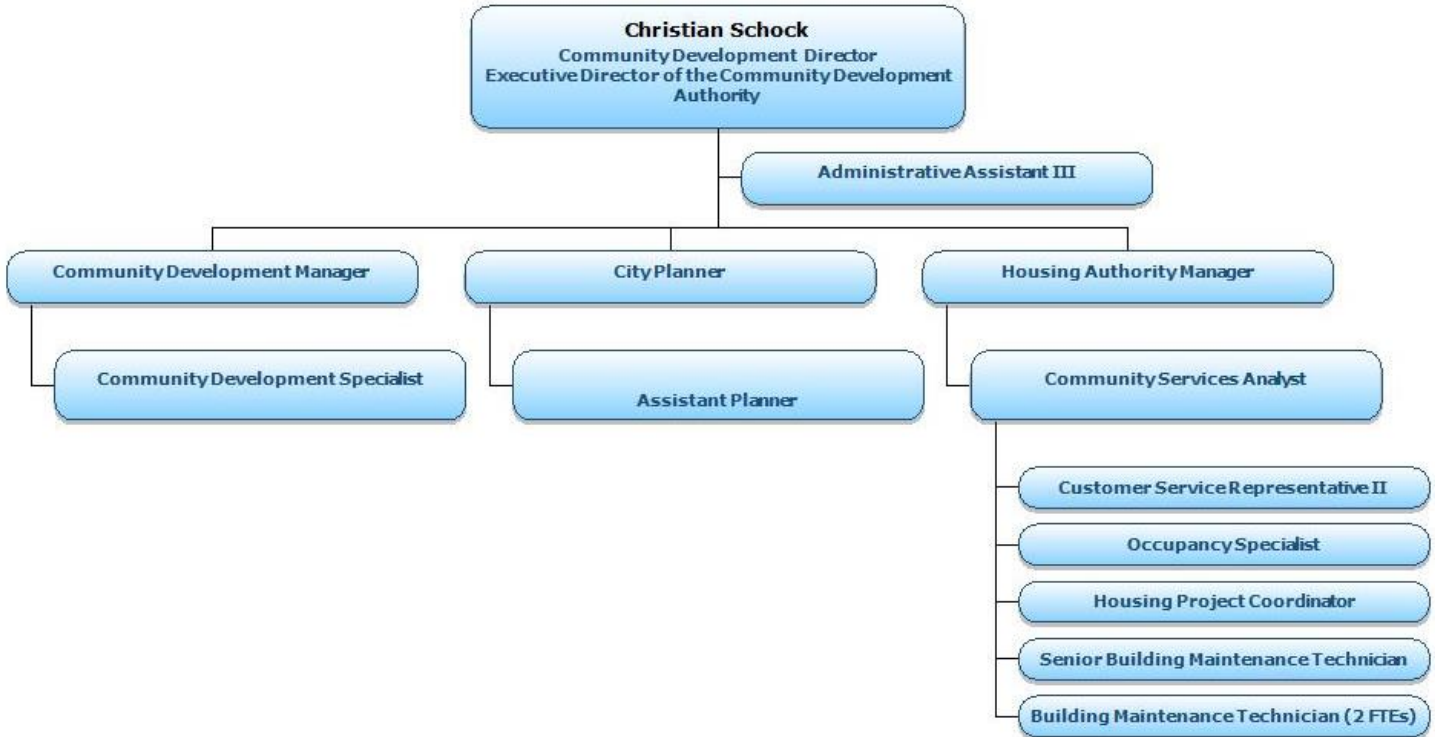 Christian Schock
Community Development Director
Executive Director of the Community Development
Authority
Administrative Assistant III
Community Development Manager
City Planner
Housing Authority Manager
Community Development Specialist
Assistant Planner
Community Services Analyst
Customer Service Representative II
Occupancy Specialist
Housing Project Coordinator
Senior Building Maintenance Technician
Building Maintenance Technician (2 FTEs)